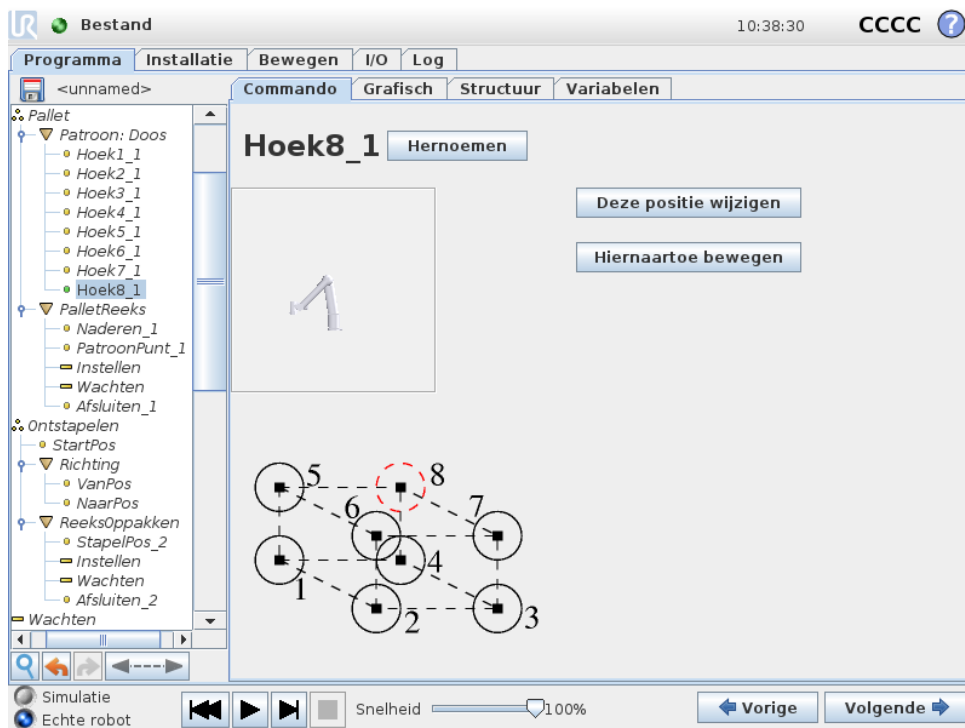 UR Bestand 10:38:30 CCCC ?
Programma Installatie Bewegen I/O Log
<unnamed>
Commando Grafisch Structuur Variabelen
Pallet
Patroon: Doos
Hoek1_1
Hoek2_1
Hoek3_1
Hoek4_1
Hoek5_1
Hoek6_1
Hoek7_1
Hoek8_1
PalletReeks
Naderen_1
PatroonPunt_1
Instellen
Wachten
Afsluiten_1
Ontstapelen
StartPos
Richting
VanPos
NaarPos
ReeksOppakken
StapelPos_2
Instellen
Wachten
Afsluiten_2
Wachten
Hoek8_1 Hernoemen
Deze positie wijzigen
Hiernaartoe bewegen
5 8
6 7
1 4
2 3
Simulatie
Echte robot
Snelheid 100%
Vorige Volgende